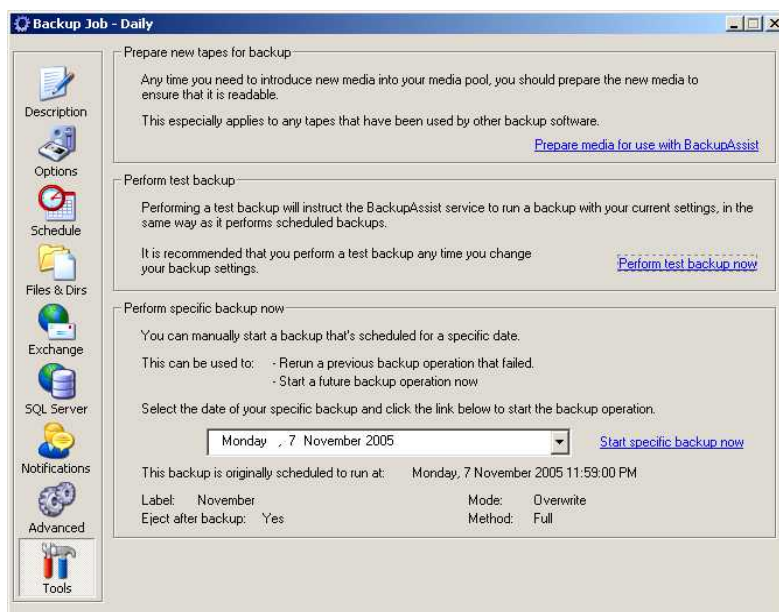 Backup Job - Daily
Description
Options
Schedule
Files & Dirs
Exchange
SQL Server
Notifications
Advanced
Tools
Prepare new tapes for backup
Any time you need to introduce new media into your media pool, you should prepare the new media to
ensure that it is readable.
This especially applies to any tapes that have been used by other backup software.
Prepare media for use with BackupAssist
Perform test backup
Performing a test backup will instruct the BackupAssist service to run a backup with your current settings, in the
same way as it performs scheduled backups.
It is recommended that you perform a test backup any time you change
your backup settings.
Perform test backup now
Perform specific backup now
You can manually start a backup that's scheduled for a specific date.
This can be used to: - Rerun a previous backup operation that failed.
- Start a future backup operation now
Select the date of your specific backup and click the link below to start the backup operation.
Monday , 7 November 2005
Start specific backup now
This backup is originally scheduled to run at: Monday, 7 November 2005 11:59:00 PM
Label: November Mode: Overwrite
Eject after backup: Yes Method: Full